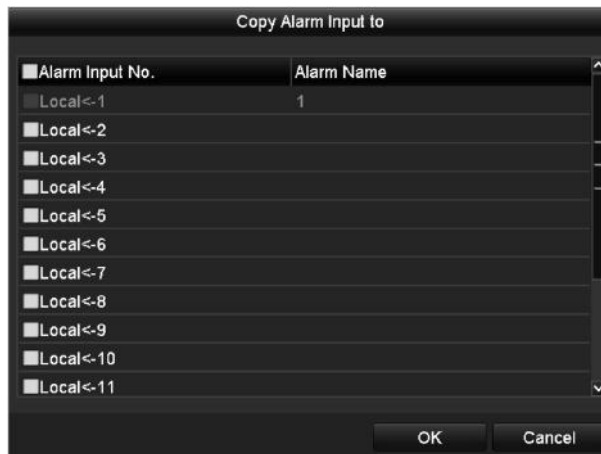 Copy Alarm Input to
Alarm Input No. Alarm Name
Local<-1 1
Local<-2
Local<-3
Local<-4
Local<-5
Local<-6
Local<-7
Local<-8
Local<-9
Local<-10
Local<-11
OK Cancel